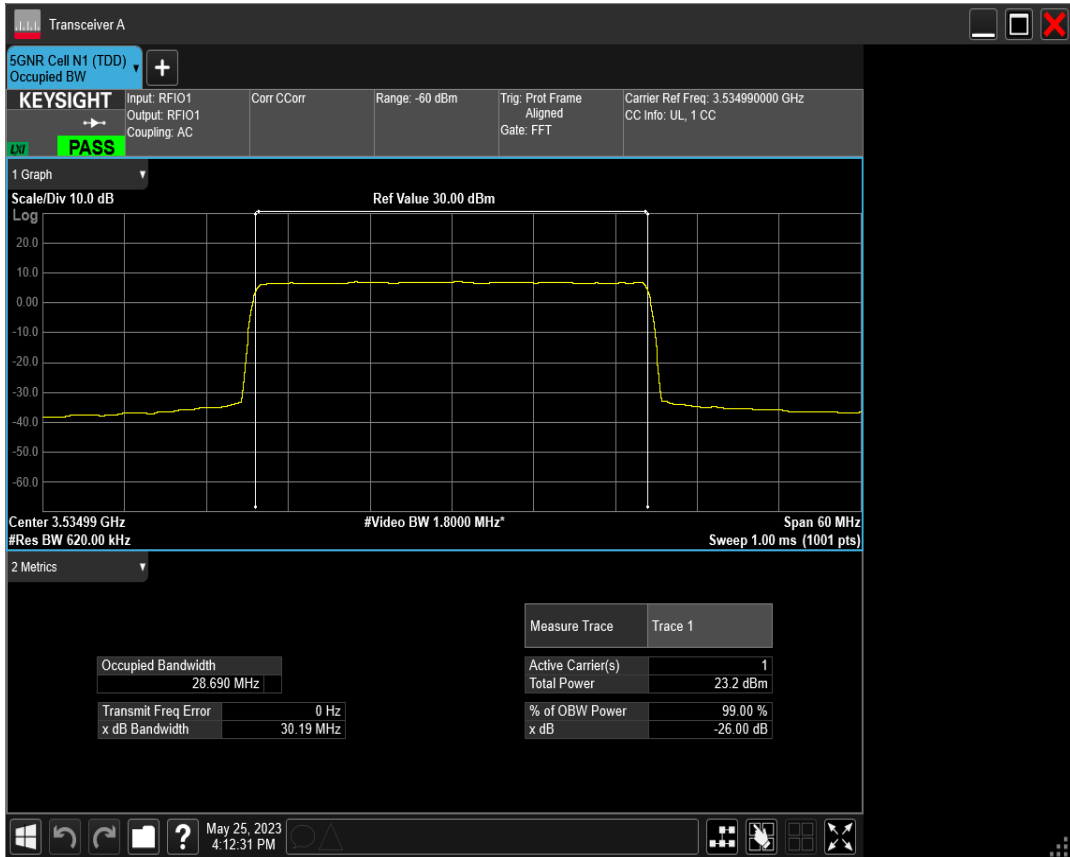 Transceiver A
5GNR Cell N1 (TDD)
Occupied BW
KEYSIGHT
LXI
PASS
Input: RFIO1
Output: RFIO1
Coupling: AC
Corr CCorr
Range: -60 dBm
Trig: Prot Frame
Aligned
Gate: FFT
Carrier Ref Freq: 3.534990000 GHz
CC Info: UL, 1 CC
1 Graph
Scale/Div 10.0 dB
Ref Value 30.00 dBm
Log
20.0
10.0
0.00
-10.0
-20.0
-30.0
-40.0
-50.0
-60.0
Center 3.53499 GHz
#Video BW 1.8000 MHz*
Span 60 MHz
#Res BW 620.00 kHz
Sweep 1.00 ms (1001 pts)
2 Metrics
Measure Trace Trace 1
Occupied Bandwidth
28.690 MHz
Active Carrier(s) 1
Total Power 23.2 dBm
Transmit Freq Error 0 Hz
x dB Bandwidth 30.19 MHz
% of OBW Power 99.00 %
x dB -26.00 dB
?
May 25, 2023
4:12:31 PM